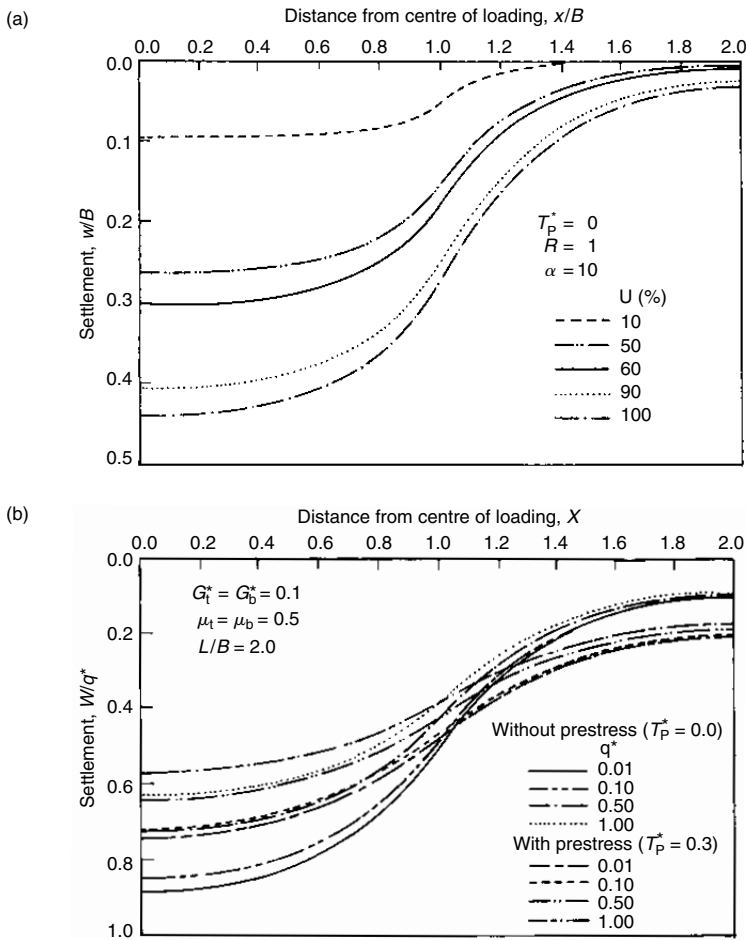 (a)
Distance from centre of loading, x/B
0.0 0.2 0.4 0.6 0.8 1.0 1.2 1.4 1.6 1.8 2.0
0.0
0.1
0.2
0.3
0.4
0.5
Settlement, w/B
T*P = 0
R = 1
α = 10
U (%)
10
50
60
90
100
(b)
Distance from centre of loading, X
0.0 0.2 0.4 0.6 0.8 1.0 1.2 1.4 1.6 1.8 2.0
0.0
0.2
0.4
0.6
0.8
1.0
Settlement, W/q*
G*t = G*b = 0.1
μt = μb = 0.5
L/B = 2.0
Without prestress (T*P = 0.0)
q*
0.01
0.10
0.50
1.00
With prestress (T*P = 0.3)
0.01
0.10
0.50
1.00